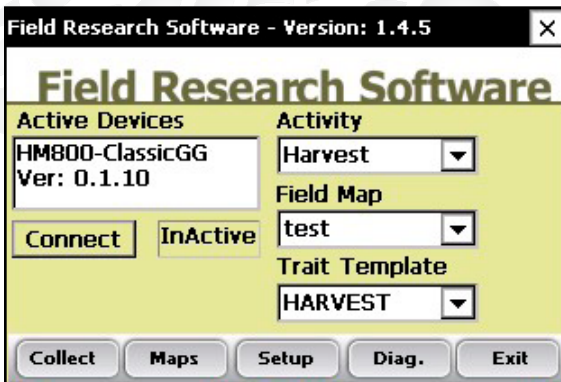 Field Research Software - Version: 1.4.5
Field Research Software
Active Devices
HM800-ClassicGG
Ver: 0.1.10
Connect
InActive
Activity
Harvest
Field Map
test
Trait Template
HARVEST
Collect
Maps
Setup
Diag.
Exit